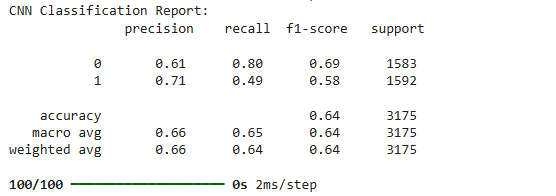 CNN Classification Report:
precision recall f1-score support
0 0.61 0.80 0.69 1583
1 0.71 0.49 0.58 1592
accuracy 0.64 3175
macro avg 0.66 0.65 0.64 3175
weighted avg 0.66 0.64 0.64 3175
100/100 ━━━━━━━━━━━━━━━━━━━━ 0s 2ms/step